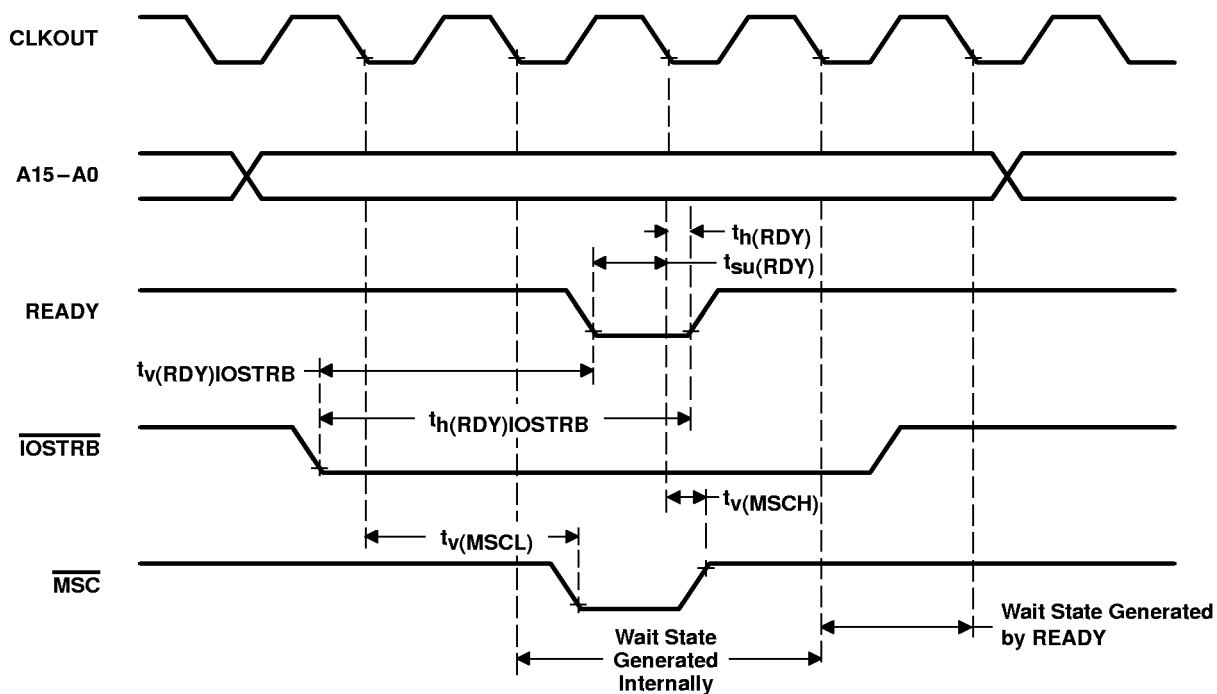 CLKOUT
A15–A0
th(RDY)
tsu(RDY)
READY
tv(RDY)IOSTRB
th(RDY)IOSTRB
IOSTRB
tv(MSCH)
tv(MSCL)
MSC
Wait State Generated
by READY
Wait State
Generated
Internally